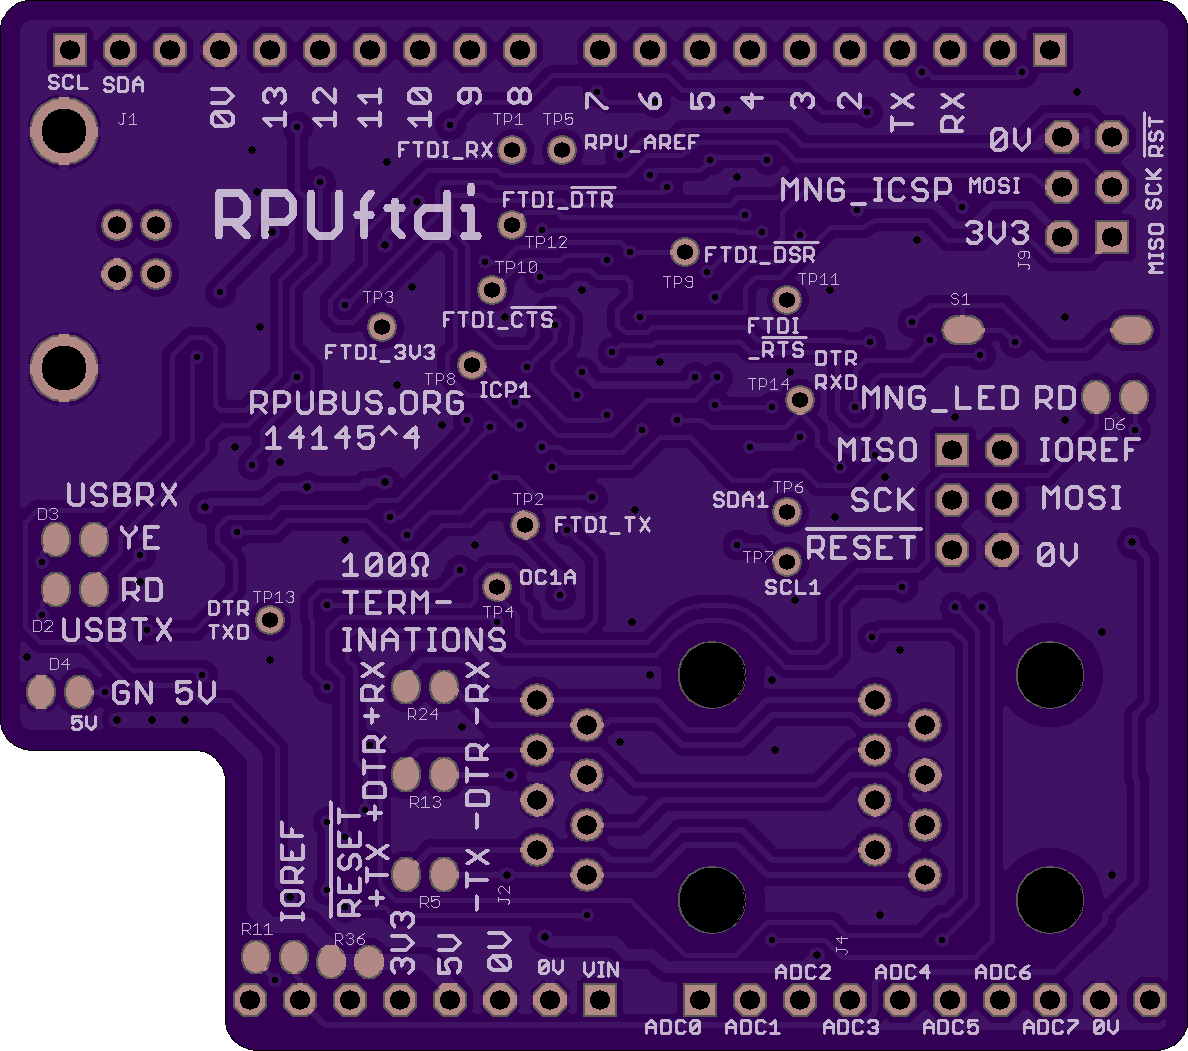 SCL SDA 0V 13 12 11 10 9 8 7 6 5 4 3 2 TX RX
J1
TP1 TP5
FTDI_RX RPU_AREF
0V RST
MNG_ICSP MOSI SCK
3V3 MISO
J9
RPUftdi
FTDI_DTR
TP12
FTDI_DSR
TP9
TP10
FTDI_CTS
TP11
FTDI
_RTS
S1
TP3
FTDI_3V3
TP8
ICP1
DTR
RXD
TP14
RPUBUS.ORG
14145^4
MNG_LED RD
D6
MISO IOREF
SCK MOSI
RESET 0V
USBRX
D3
YE
RD
D2
USBTX
D4
GN 5V
5V
TP2
FTDI_TX
SDA1
TP6
TP7
SCL1
100Ω
TERM-
INATIONS
OC1A
TP4
DTR
TXD
TP13
+RX -RX
R24
+DTR -DTR
R13
+TX -TX
R5
J2
IOREF
RESET
R11
R36
3V3 5V 0V 0V VIN
J4
ADC2 ADC4 ADC6
ADC0 ADC1 ADC3 ADC5 ADC7 0V